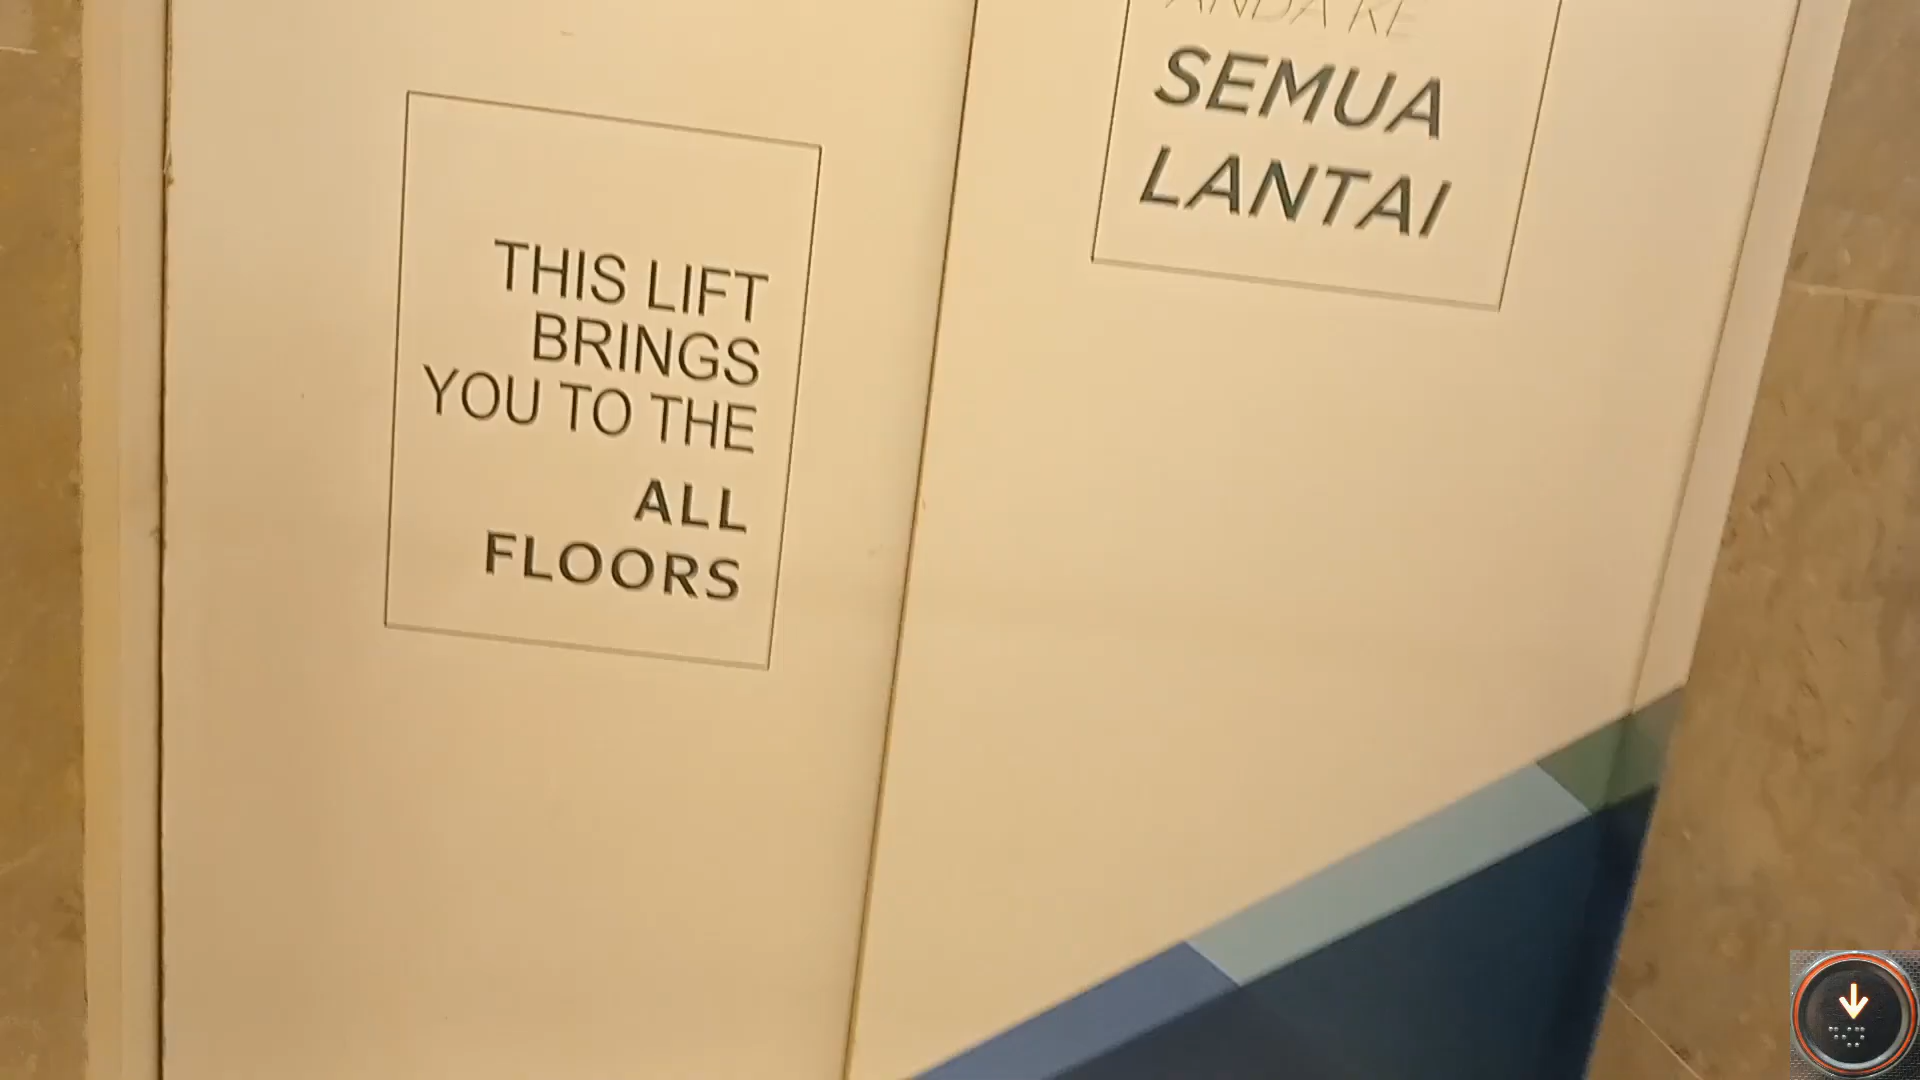 THIS LIFT
BRINGS
YOU TO THE
ALL
FLOORS
ANDA KE
SEMUA
LANTAI